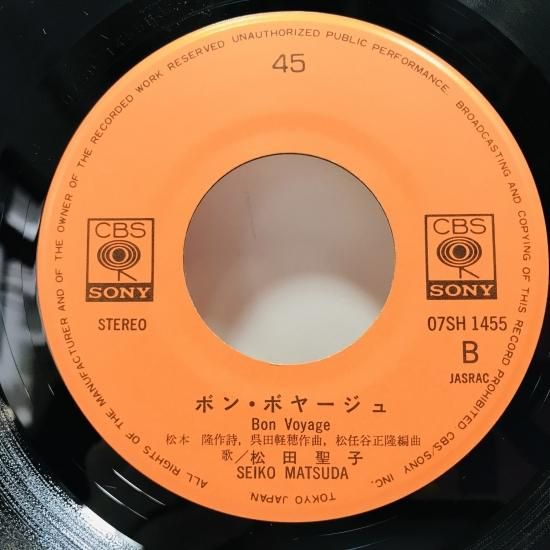 ALL RIGHTS OF THE MANUFACTURER AND OF THE OWNER OF THE RECORDED WORK RESERVED UNAUTHORIZED PUBLIC PERFORMANCE BROADCASTING AND COPYING OF THIS RECORD PROHIBITED CBS/SONY INC.
TOKYO JAPAN
45
CBS
SONY
CBS
SONY
STEREO
07SH 1455
B
JASRAC
ボン・ボヤージュ
Bon Voyage
松本 隆作詩, 呉田軽穂作曲, 松任谷正隆編曲
歌/松田聖子
SEIKO MATSUDA